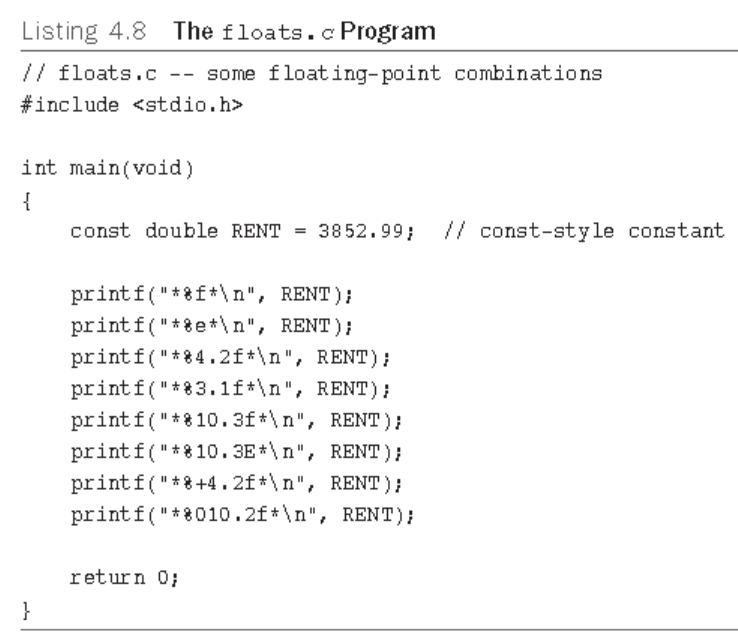 Listing 4.8 The floats.c Program
// floats.c -- some floating-point combinations
#include <stdio.h>
int main(void)
{
const double RENT = 3852.99; // const-style constant
printf("*%f*\n", RENT);
printf("*%e*\n", RENT);
printf("*%4.2f*\n", RENT);
printf("*%3.1f*\n", RENT);
printf("*%10.3f*\n", RENT);
printf("*%10.3E*\n", RENT);
printf("*%+4.2f*\n", RENT);
printf("*%010.2f*\n", RENT);
return 0;
}